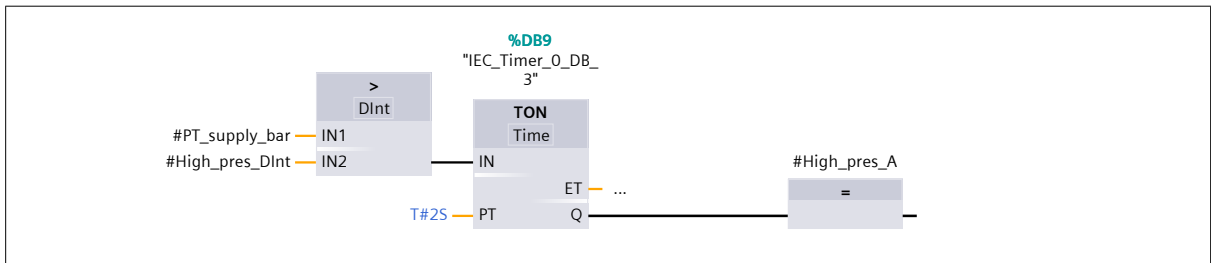 %DB9
"IEC_Timer_0_DB_
3"
>
DInt
TON
Time
#PT_supply_bar
IN1
#High_pres_DInt
IN2
IN
#High_pres_A
=
ET
...
T#2S
PT
Q